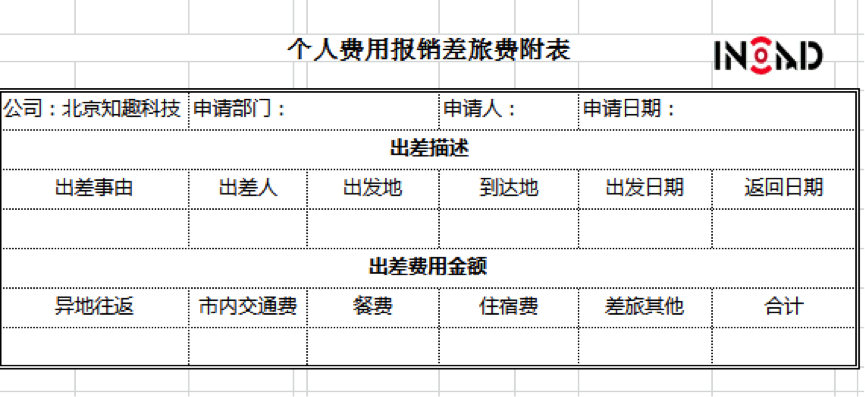 个人费用报销差旅费附表
INCAD
公司：北京知趣科技 申请部门： 申请人： 申请日期：
出差描述
出差事由 出差人 出发地 到达地 出发日期 返回日期
出差费用金额
异地往返 市内交通费 餐费 住宿费 差旅其他 合计